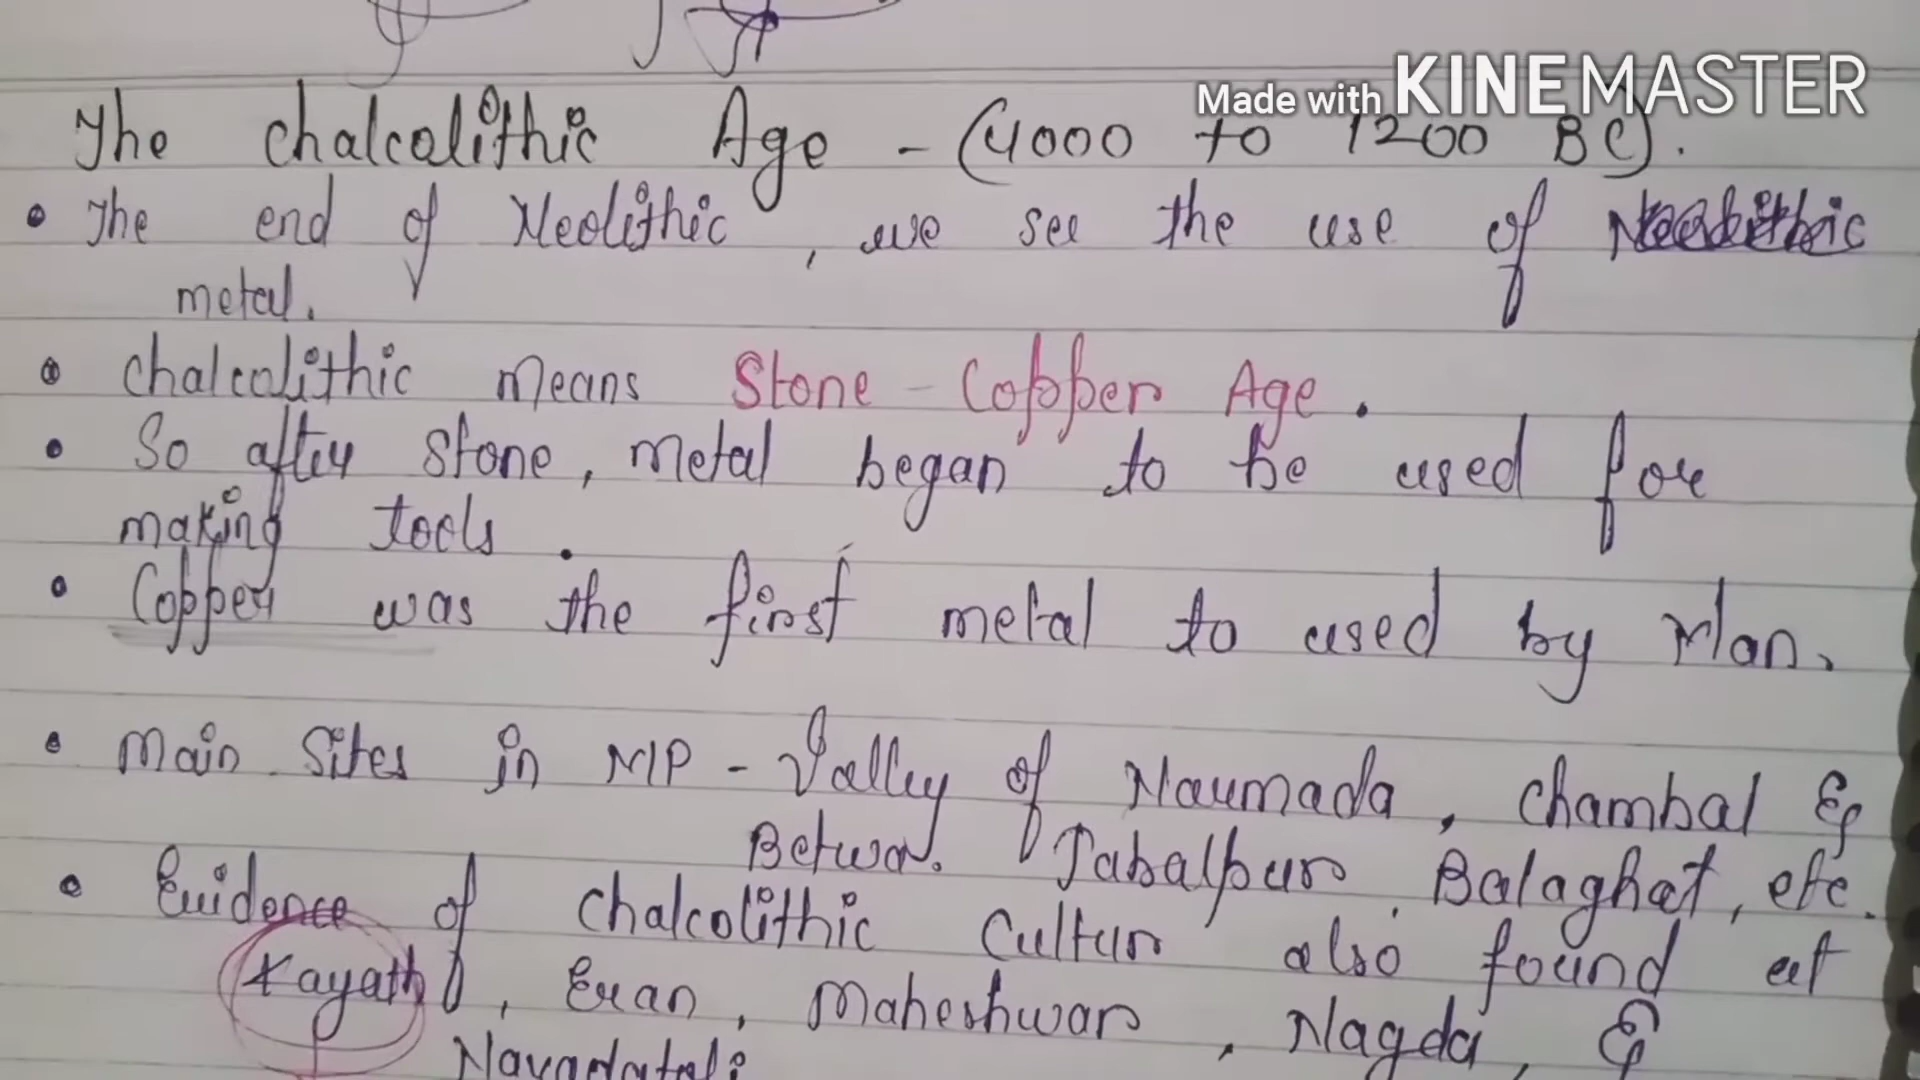 Made with KINEMASTER
The chalcolithic Age - (4000 to 1200 BC).
• The end of Neolithic, we see the use of
metal.
• chalcolithic means Stone - Copper Age.
• So after stone, metal began to be used for
making tools.
• Copper was the first metal to used by Man.
• Main Sites in MP - Valley of Narmada, Chambal &
Betwa. Jabalpur, Balaghat, etc.
• Evidence of Chalcolithic Cultur also found at
Kayath, Eran, Maheshwar, Nagda, &
Navadatoli